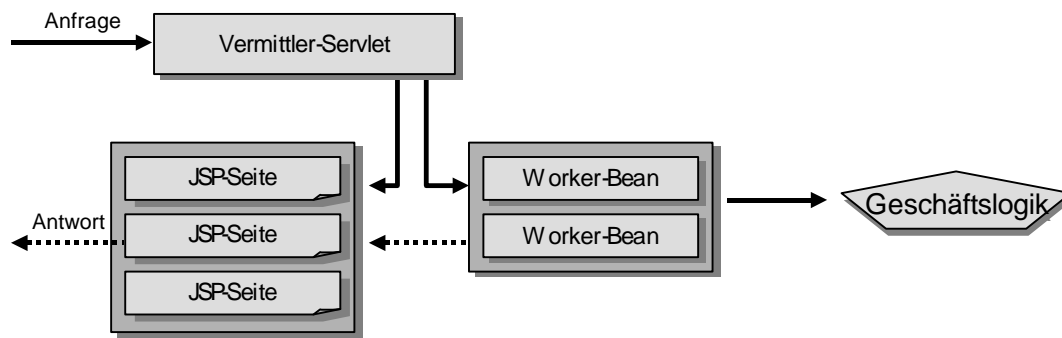 Anfrage
Vermittler-Servlet
JSP-Seite
JSP-Seite
JSP-Seite
Worker-Bean
Worker-Bean
Geschäftslogik
Antwort